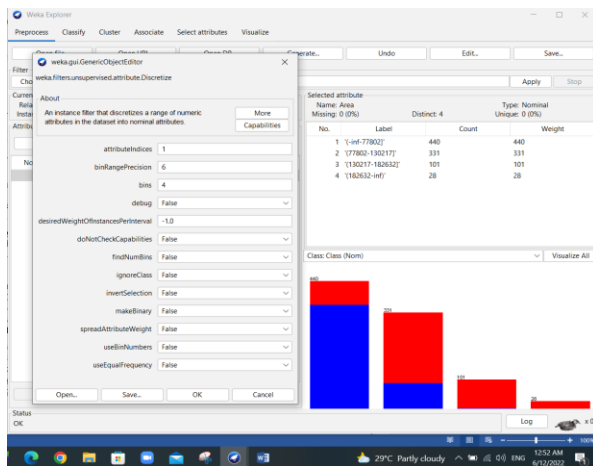 Weka Explorer
Preprocess Classify Cluster Associate Select attributes Visualize
Undo Edit... Save...
Filter
Apply Stop
weka.gui.GenericObjectEditor
weka.filters.unsupervised.attribute.Discretize
About
An instance filter that discretizes a range of numeric
attributes in the dataset into nominal attributes.
More
Capabilities
attributeIndices 1
binRangePrecision 6
bins 4
debug False
desiredWeightOfInstancesPerInterval -1.0
doNotCheckCapabilities False
findNumBins False
ignoreClass False
invertSelection False
makeBinary False
spreadAttributeWeight False
useBinNumbers False
useEqualFrequency False
Open... Save... OK Cancel
Selected attribute
Name: Area Type: Nominal
Missing: 0 (0%) Distinct: 4 Unique: 0 (0%)
No. Label Count Weight
1 '(-inf-77802]' 440 440
2 '(77802-130217]' 331 331
3 '(130217-182632]' 101 101
4 '(182632-inf)' 28 28
Class: Class (Nom) Visualize All
440
331
101
28
Status
OK
Log x0
100%
29°C Partly cloudy ENG 12:52 AM
6/12/2022